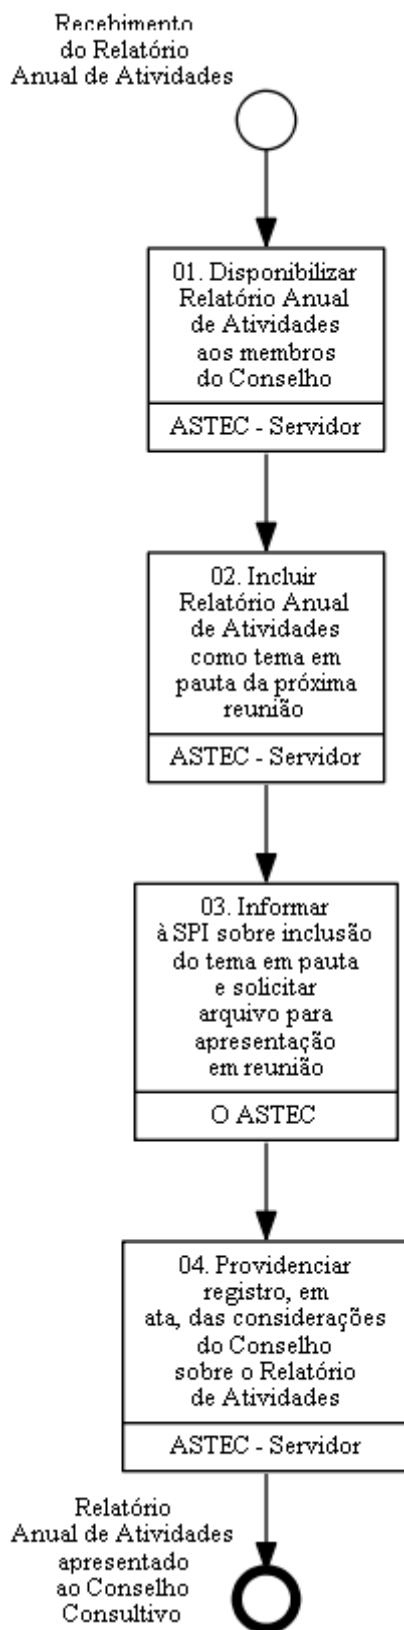 Recebimento
do Relatório
Anual de Atividades
01. Disponibilizar
Relatório Anual
de Atividades
aos membros
do Conselho
ASTEC - Servidor
02. Incluir
Relatório Anual
de Atividades
como tema em
pauta da próxima
reunião
ASTEC - Servidor
03. Informar
à SPI sobre inclusão
do tema em pauta
e solicitar
arquivo para
apresentação
em reunião
O ASTEC
04. Providenciar
registro, em
ata, das considerações
do Conselho
sobre o Relatório
de Atividades
ASTEC - Servidor
Relatório
Anual de Atividades
apresentado
ao Conselho
Consultivo